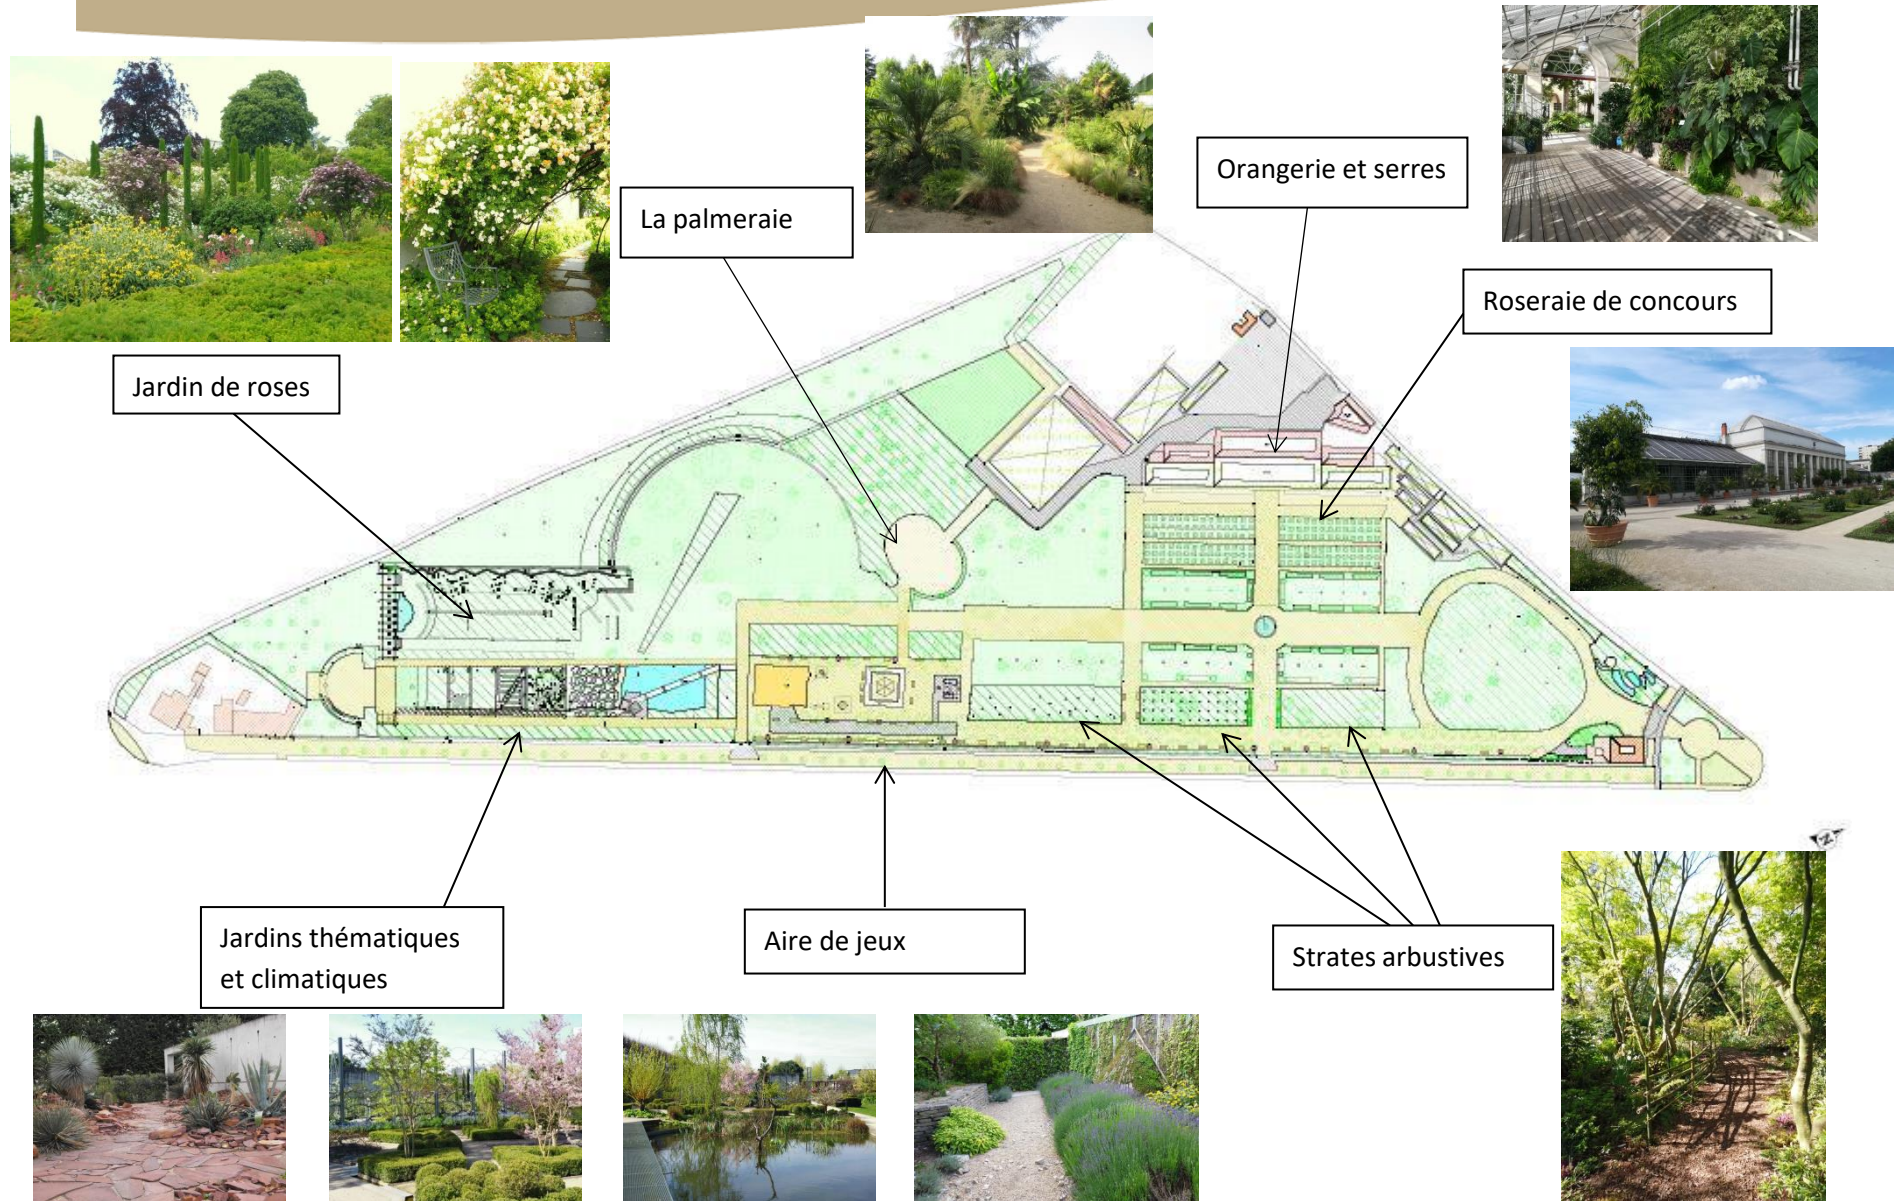 La palmeraie
Orangerie et serres
Roseraie de concours
Jardin de roses
Jardins thématiques
et climatiques
Aire de jeux
Strates arbustives
N